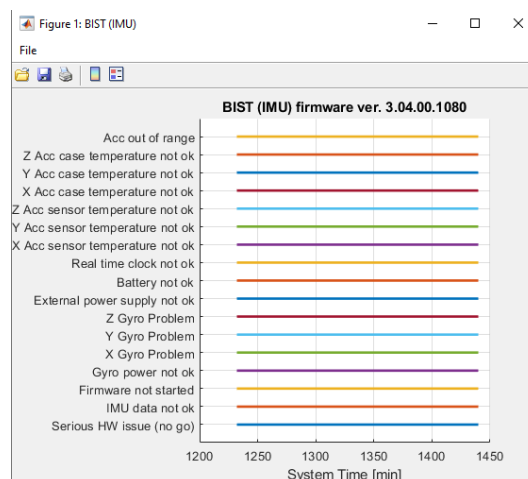 Figure 1: BIST (IMU)
File
BIST (IMU) firmware ver. 3.04.00.1080
Acc out of range
Z Acc case temperature not ok
Y Acc case temperature not ok
X Acc case temperature not ok
Z Acc sensor temperature not ok
Y Acc sensor temperature not ok
X Acc sensor temperature not ok
Real time clock not ok
Battery not ok
External power supply not ok
Z Gyro Problem
Y Gyro Problem
X Gyro Problem
Gyro power not ok
Firmware not started
IMU data not ok
Serious HW issue (no go)
1200 1250 1300 1350 1400 1450
System Time [min]